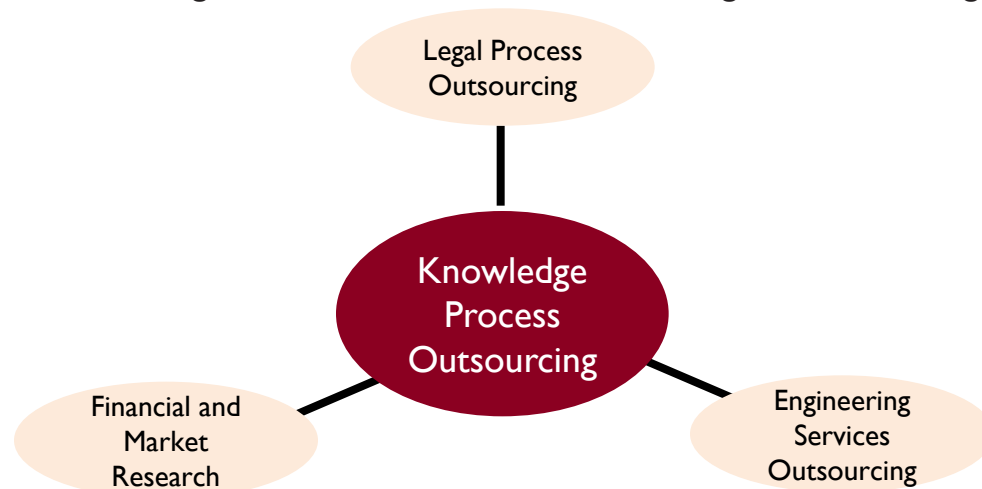 Legal Process
Outsourcing
Knowledge
Process
Outsourcing
Financial and
Market
Research
Engineering
Services
Outsourcing